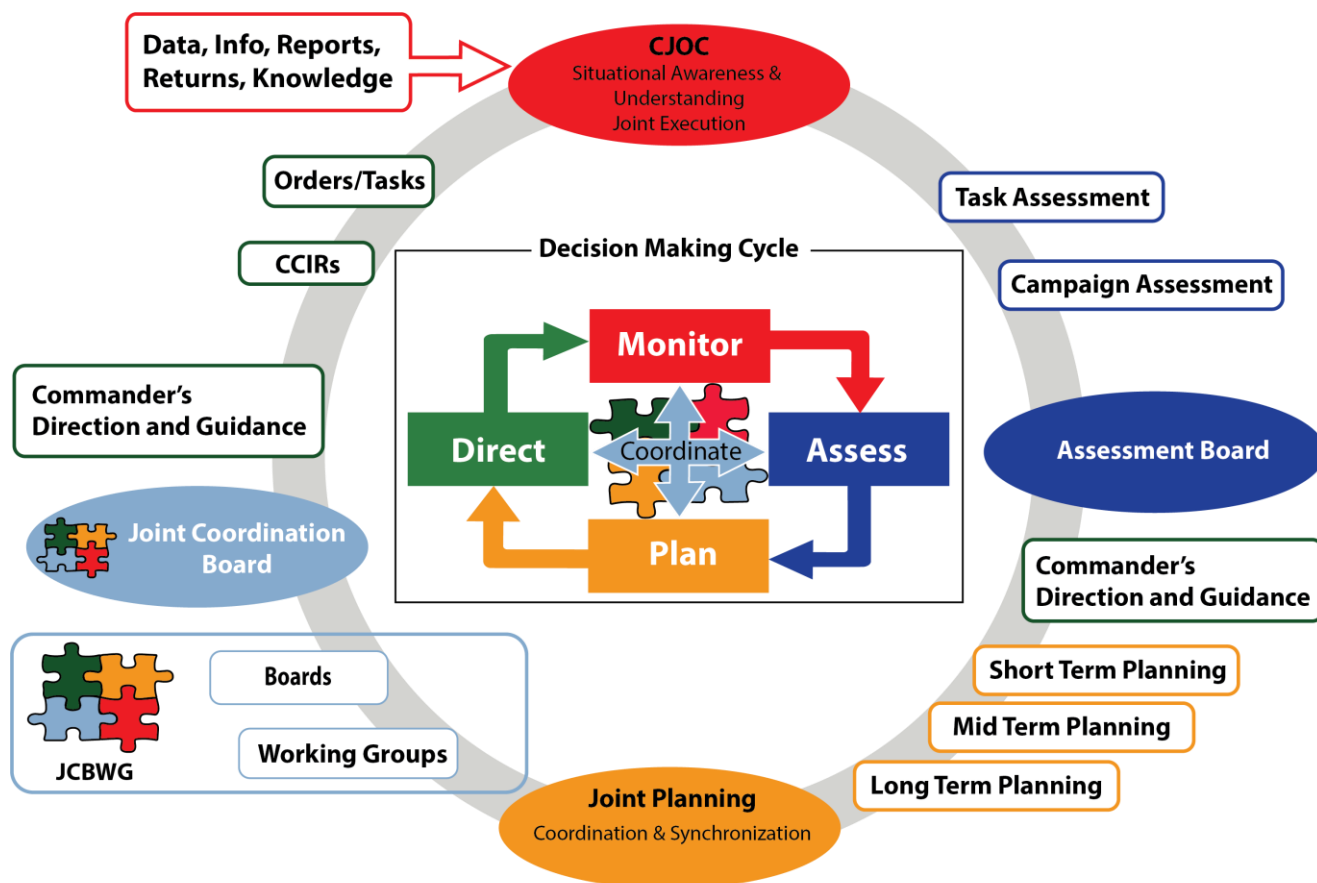 Data, Info, Reports,
Returns, Knowledge
CJOC
Situational Awareness &
Understanding
Joint Execution
Orders/Tasks
Task Assessment
CCIRs
Decision Making Cycle
Campaign Assessment
Monitor
Commander's
Direction and Guidance
Direct
Coordinate
Assess
Assessment Board
Joint Coordination
Board
Plan
Commander's
Direction and Guidance
Boards
Short Term Planning
Mid Term Planning
Working Groups
JCBWG
Long Term Planning
Joint Planning
Coordination & Synchronization